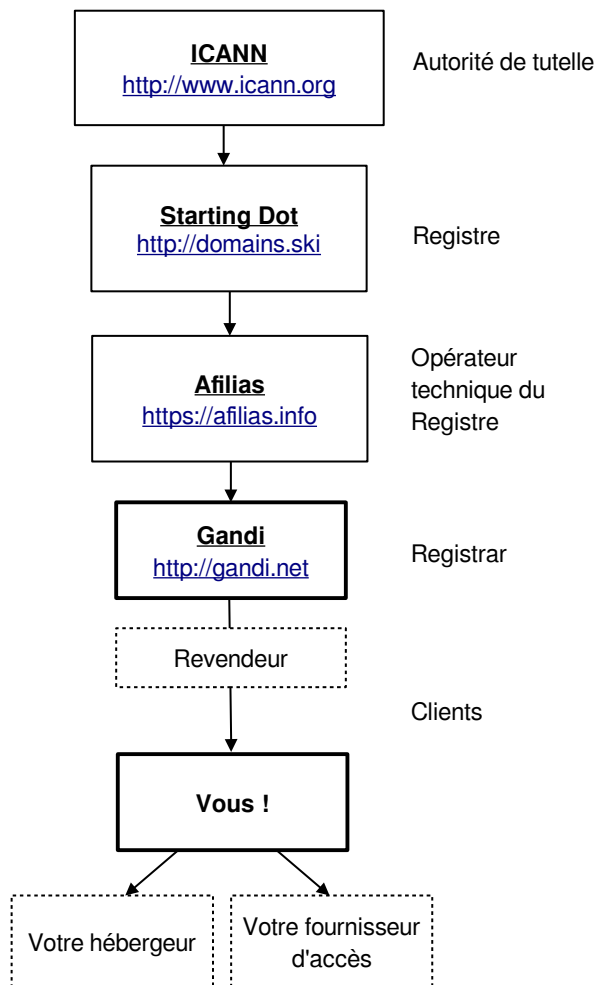 ICANN
http://www.icann.org
Autorité de tutelle
Starting Dot
http://domains.ski
Registre
Afilias
https://afilias.info
Opérateur
technique du
Registre
Gandi
http://gandi.net
Registrar
Revendeur
Clients
Vous !
Votre hébergeur
Votre fournisseur
d'accès